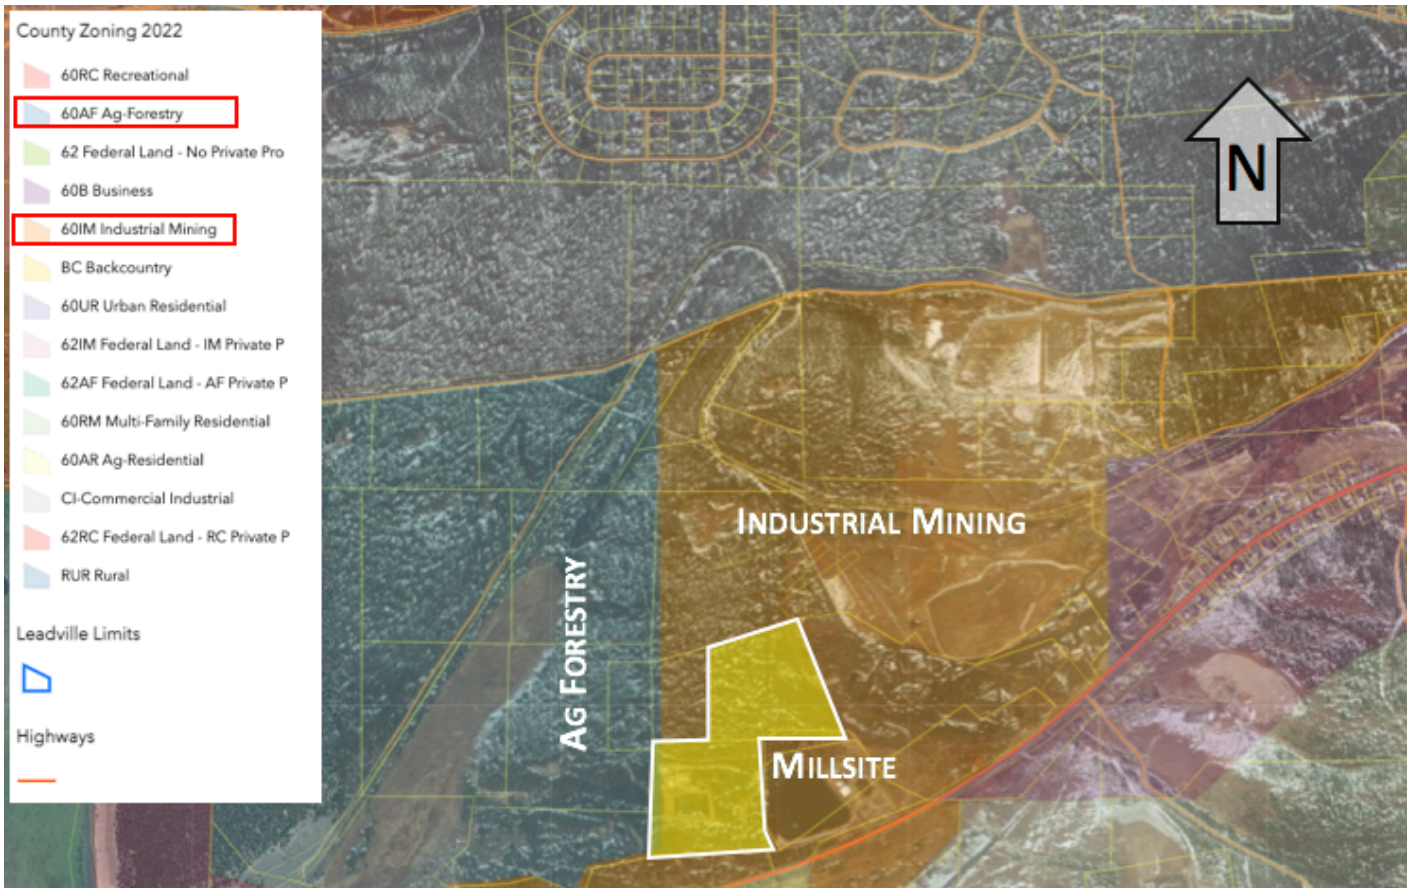 County Zoning 2022
60RC Recreational
60AF Ag-Forestry
62 Federal Land - No Private Pro
60B Business
60IM Industrial Mining
BC Backcountry
60UR Urban Residential
62IM Federal Land - IM Private P
62AF Federal Land - AF Private P
60RM Multi-Family Residential
60AR Ag-Residential
CI-Commercial Industrial
62RC Federal Land - RC Private P
RUR Rural
Leadville Limits
Highways
N
INDUSTRIAL MINING
AG FORESTRY
MILLSITE